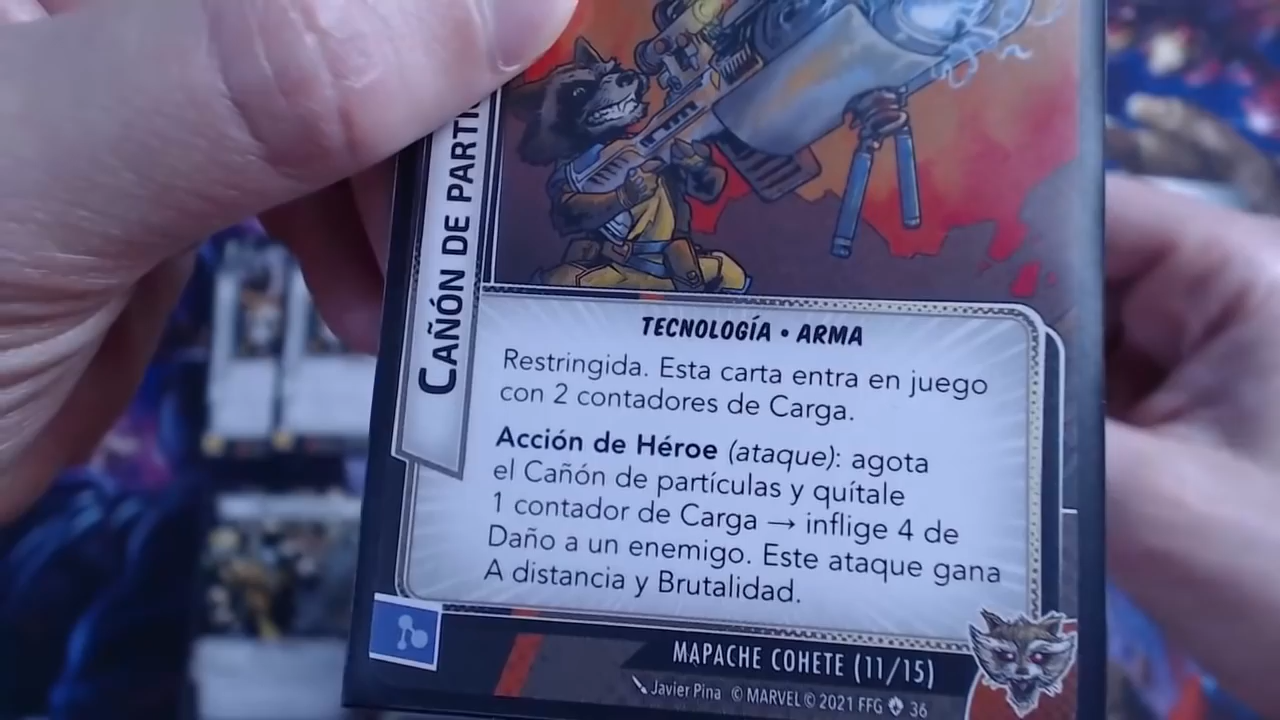 CAÑÓN DE
TECNOLOGÍA • ARMA
Restringida. Esta carta entra en juego
con 2 contadores de Carga.
Acción de Héroe (ataque): agota
el Cañón de partículas y quítale
1 contador de Carga → inflige 4 de
Daño a un enemigo. Este ataque gana
A distancia y Brutalidad.
MAPACHE COHETE (11/15)
Javier Pina © MARVEL © 2021 FFG 36